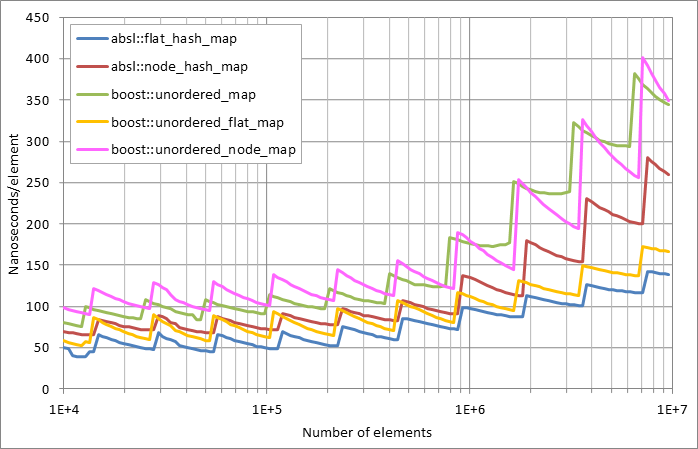 450
400
350
300
250
200
150
100
50
0
Nanoseconds/element
absl::flat_hash_map
absl::node_hash_map
boost::unordered_map
boost::unordered_flat_map
boost::unordered_node_map
1E+4 1E+5 1E+6 1E+7
Number of elements